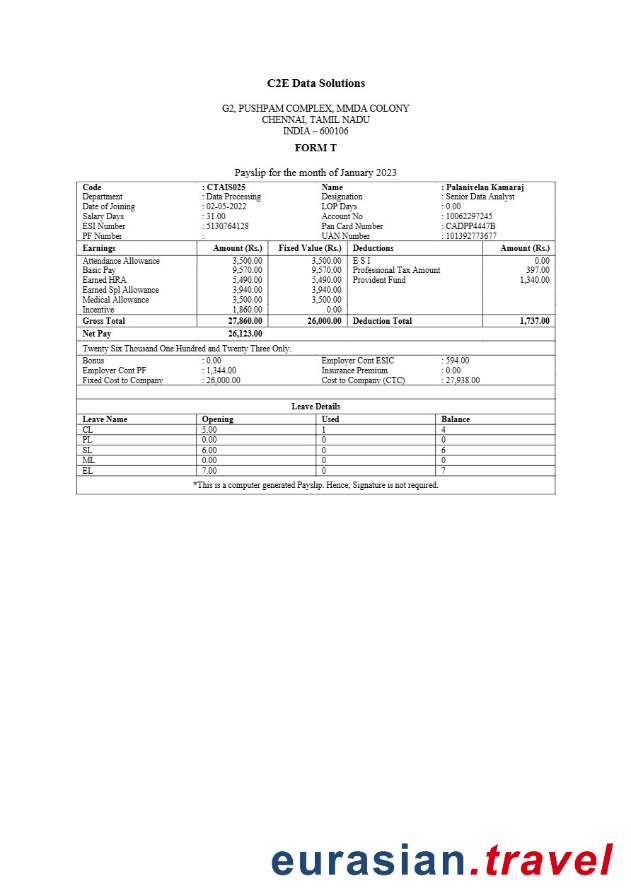 C2E Data Solutions
G2, PUSHPAM COMPLEX, MMDA COLONY
CHENNAI, TAMIL NADU
INDIA – 600106
FORM T
Payslip for the month of January 2023
Code : CTAIS025 Name : Palanivelan Kamaraj
Department : Data Processing Designation : Senior Data Analyst
Date of Joining : 02-05-2022 LOP Days : 0.00
Salary Days : 31.00 Account No : 10062297245
ESI Number : 5130764128 Pan Card Number : CADPP4447B
PF Number : UAN Number : 101392773677
Earnings Amount (Rs.) Fixed Value (Rs.) Deductions Amount (Rs.)
Attendance Allowance 3,500.00 3,500.00 E S I 0.00
Basic Pay 9,570.00 9,570.00 Professional Tax Amount 397.00
Earned HRA 5,490.00 5,490.00 Provident Fund 1,340.00
Earned Spl Allowance 3,940.00 3,940.00
Medical Allowance 3,500.00 3,500.00
Incentive 1,860.00 0.00
Gross Total 27,860.00 26,000.00 Deduction Total 1,737.00
Net Pay 26,123.00
Twenty Six Thousand One Hundred and Twenty Three Only.
Bonus : 0.00 Employer Cont ESIC : 594.00
Employer Cont PF : 1,344.00 Insurance Premium : 0.00
Fixed Cost to Company : 26,000.00 Cost to Company (CTC) : 27,938.00
Leave Details
Leave Name Opening Used Balance
CL 5.00 1 4
PL 0.00 0 0
SL 6.00 0 6
ML 0.00 0 0
EL 7.00 0 7
*This is a computer generated Payslip. Hence, Signature is not required.
eurasian.travel